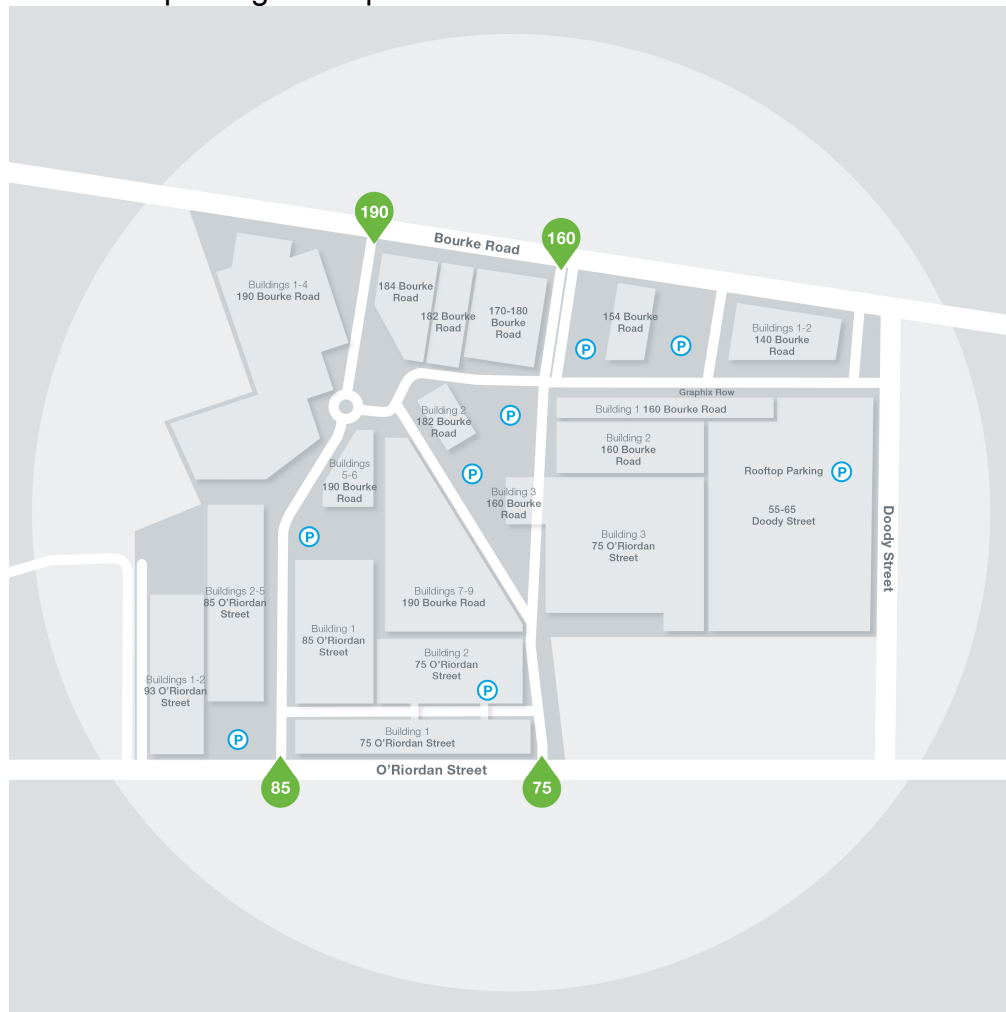 190
Bourke Road
160
Buildings 1-4
190 Bourke Road
184 Bourke
Road
182 Bourke
Road
170-180
Bourke
Road
154 Bourke
Road
P
P
Buildings 1-2
140 Bourke
Road
Graphix Row
Building 2
182 Bourke
Road
P
Building 1 160 Bourke Road
Building 2
160 Bourke
Road
Rooftop Parking P
55-65
Doody Street
Doody Street
Buildings
5-6
190 Bourke
Road
P
Building 3
160 Bourke
Road
P
Building 3
75 O'Riordan
Street
Buildings 2-5
85 O'Riordan
Street
Buildings 7-9
190 Bourke Road
Building 1
85 O'Riordan
Street
Building 2
75 O'Riordan
Street
P
Buildings 1-2
93 O'Riordan
Street
P
Building 1
75 O'Riordan Street
O'Riordan Street
85
75